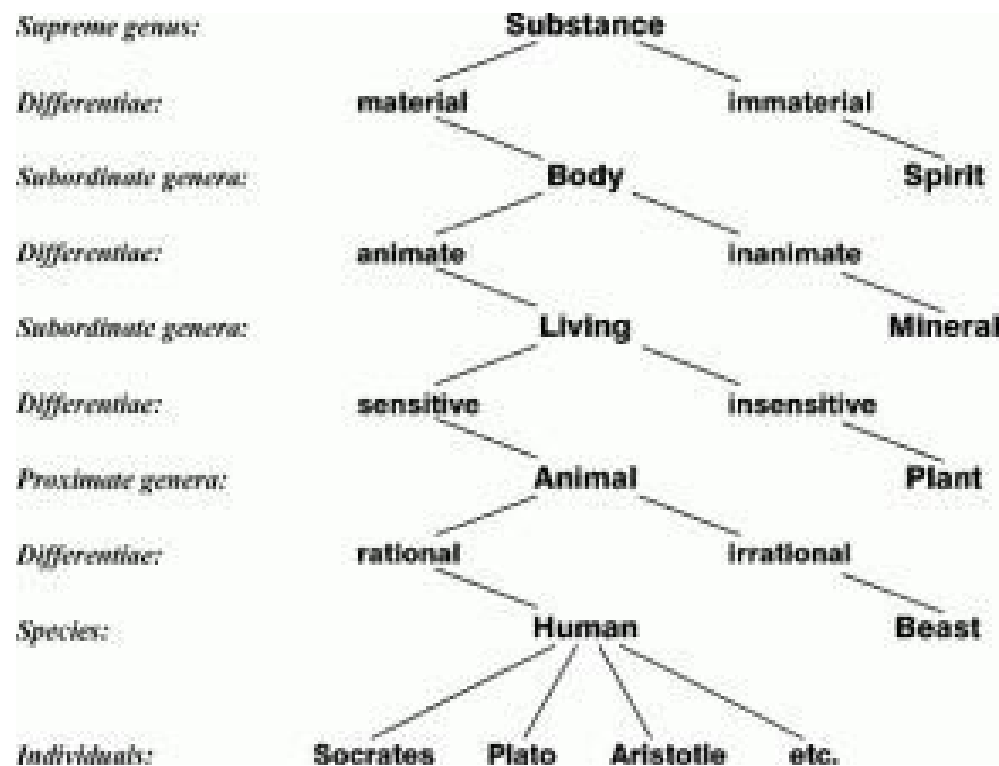 Supreme genus: Substance
Differentiae: material immaterial
Subordinate genera: Body Spirit
Differentiae: animate inanimate
Subordinate genera: Living Mineral
Differentiae: sensitive insensitive
Proximate genera: Animal Plant
Differentiae: rational irrational
Species: Human Beast
Individuals: Socrates Plato Aristotle etc.